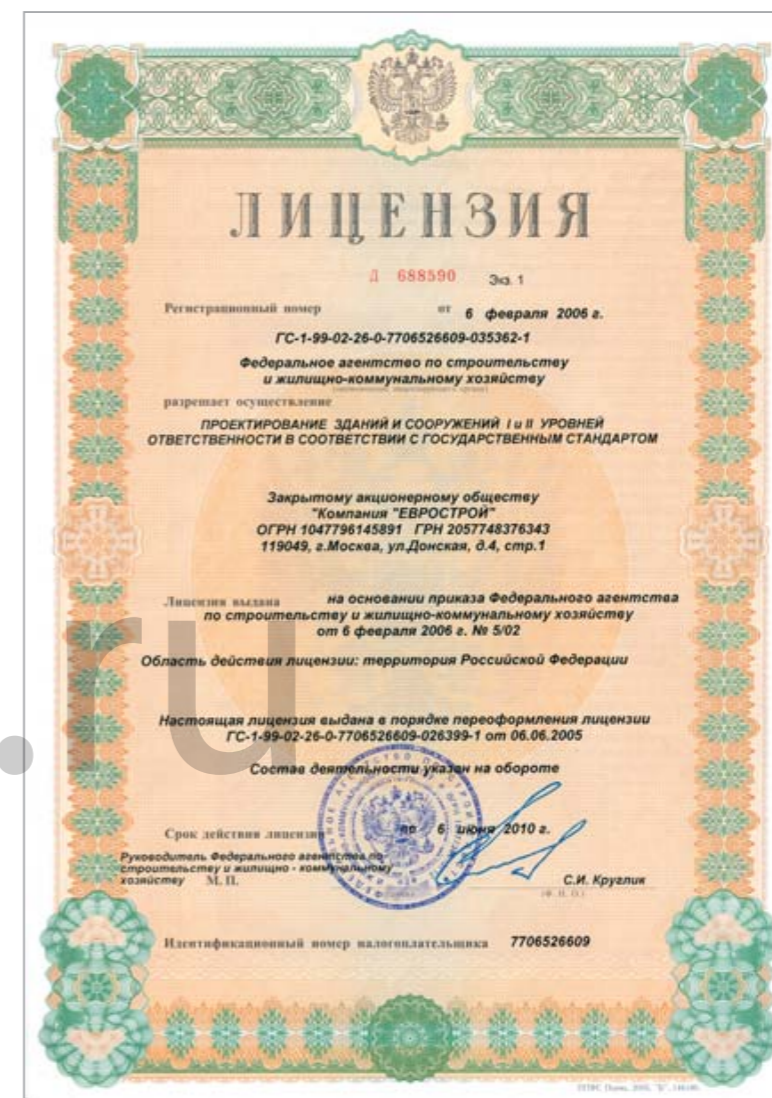 ЛИЦЕНЗИЯ
Д 688590 Экз. 1
Регистрационный номер от 6 февраля 2006 г.
ГС-1-99-02-26-0-7706526609-035362-1
Федеральное агентство по строительству
и жилищно-коммунальному хозяйству
разрешает осуществление
ПРОЕКТИРОВАНИЕ ЗДАНИЙ И СООРУЖЕНИЙ I и II УРОВНЕЙ
ОТВЕТСТВЕННОСТИ В СООТВЕТСТВИИ С ГОСУДАРСТВЕННЫМ СТАНДАРТОМ
Закрытому акционерному обществу
"Компания "ЕВРОСТРОЙ"
ОГРН 1047796145891 ГРН 2057748376343
119049, г.Москва, ул.Донская, д.4, стр.1
Лицензия выдана на основании приказа Федерального агентства
по строительству и жилищно-коммунальному хозяйству
от 6 февраля 2006 г. № 5/02
Область действия лицензии: территория Российской Федерации
.ru
Настоящая лицензия выдана в порядке переоформления лицензии
ГС-1-99-02-26-0-7706526609-026399-1 от 06.06.2005
Состав деятельности указан на обороте
Срок действия лицензии по 6 июня 2010 г.
Руководитель Федерального агентства по
строительству и жилищно - коммунальному
хозяйству М. П. С.И. Круглик
(Ф. И. О.)
Идентификационный номер налогоплательщика 7706526609